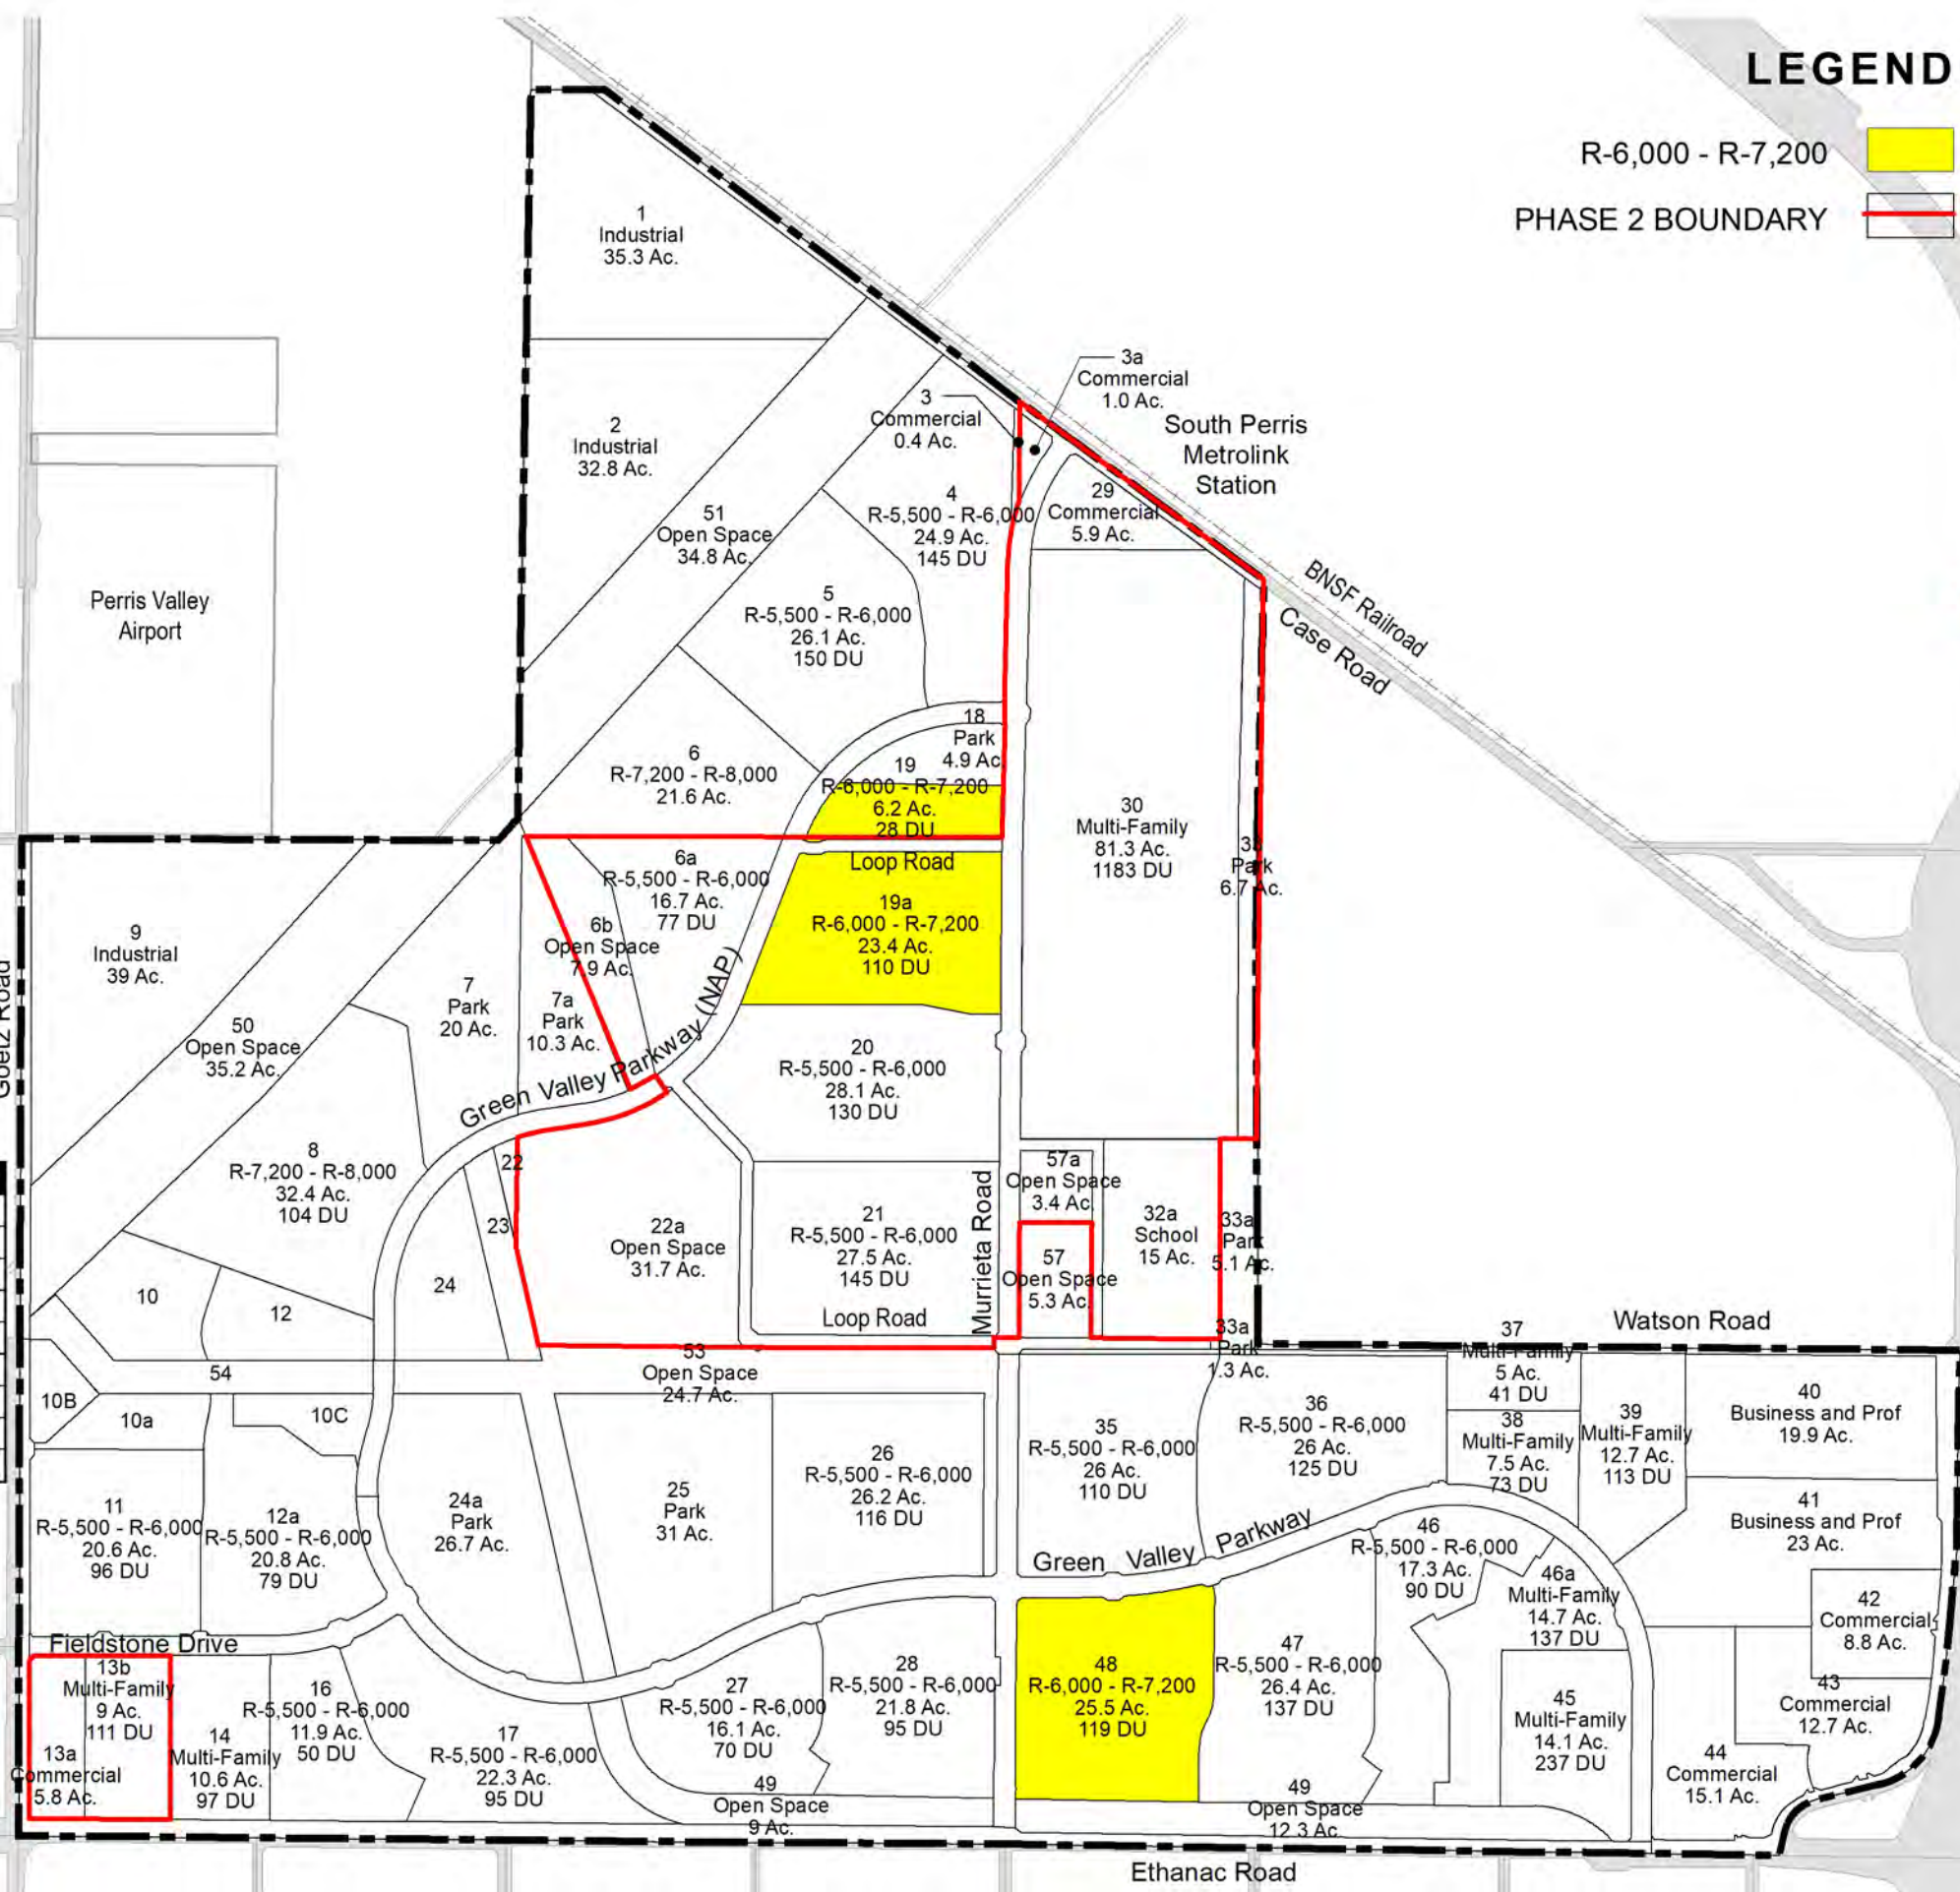 LEGEND
R-6,000 - R-7,200
PHASE 2 BOUNDARY
1
Industrial
35.3 Ac.
3a
Commercial
1.0 Ac.
3
Commercial
0.4 Ac.
South Perris
Metrolink
Station
2
Industrial
32.8 Ac.
51
Open Space
34.8 Ac.
4
R-5,500 - R-6,000
24.9 Ac.
145 DU
29
Commercial
5.9 Ac.
BNSF Railroad
Case Road
Perris Valley
Airport
5
R-5,500 - R-6,000
26.1 Ac.
150 DU
18
Park
4.9 Ac.
6
R-7,200 - R-8,000
21.6 Ac.
19
R-6,000 - R-7,200
6.2 Ac.
28 DU
30
Multi-Family
81.3 Ac.
1183 DU
Park
6.7 Ac.
Loop Road
6a
R-5,500 - R-6,000
16.7 Ac.
77 DU
6b
Open Space
7.9 Ac.
19a
R-6,000 - R-7,200
23.4 Ac.
110 DU
9
Industrial
39 Ac.
Goetz Road
7
Park
20 Ac.
7a
Park
10.3 Ac.
50
Open Space
35.2 Ac.
Green Valley Parkway (NAP)
20
R-5,500 - R-6,000
28.1 Ac.
130 DU
8
R-7,200 - R-8,000
32.4 Ac.
104 DU
22
23
22a
Open Space
31.7 Ac.
21
R-5,500 - R-6,000
27.5 Ac.
145 DU
Murrieta Road
57a
Open Space
3.4 Ac.
57
Open Space
5.3 Ac.
32a
School
15 Ac.
33a
Park
5.1 Ac.
10
12
24
Loop Road
33a
Park
1.3 Ac.
Watson Road
54
53
Open Space
24.7 Ac.
37
Multi-Family
5 Ac.
41 DU
10B
10a
10C
35
R-5,500 - R-6,000
26 Ac.
110 DU
36
R-5,500 - R-6,000
26 Ac.
125 DU
38
Multi-Family
7.5 Ac.
73 DU
39
Multi-Family
12.7 Ac.
113 DU
40
Business and Prof
19.9 Ac.
11
R-5,500 - R-6,000
20.6 Ac.
96 DU
12a
R-5,500 - R-6,000
20.8 Ac.
79 DU
24a
Park
26.7 Ac.
25
Park
31 Ac.
26
R-5,500 - R-6,000
26.2 Ac.
116 DU
41
Business and Prof
23 Ac.
Green Valley Parkway
46
R-5,500 - R-6,000
17.3 Ac.
90 DU
46a
Multi-Family
14.7 Ac.
137 DU
42
Commercial
8.8 Ac.
Fieldstone Drive
13b
Multi-Family
9 Ac.
111 DU
13a
Commercial
5.8 Ac.
14
Multi-Family
10.6 Ac.
97 DU
16
R-5,500 - R-6,000
11.9 Ac.
50 DU
17
R-5,500 - R-6,000
22.3 Ac.
95 DU
27
R-5,500 - R-6,000
16.1 Ac.
70 DU
28
R-5,500 - R-6,000
21.8 Ac.
95 DU
48
R-6,000 - R-7,200
25.5 Ac.
119 DU
47
R-5,500 - R-6,000
26.4 Ac.
137 DU
45
Multi-Family
14.1 Ac.
237 DU
43
Commercial
12.7 Ac.
44
Commercial
15.1 Ac.
49
Open Space
9 Ac.
49
Open Space
12.3 Ac.
Ethanac Road